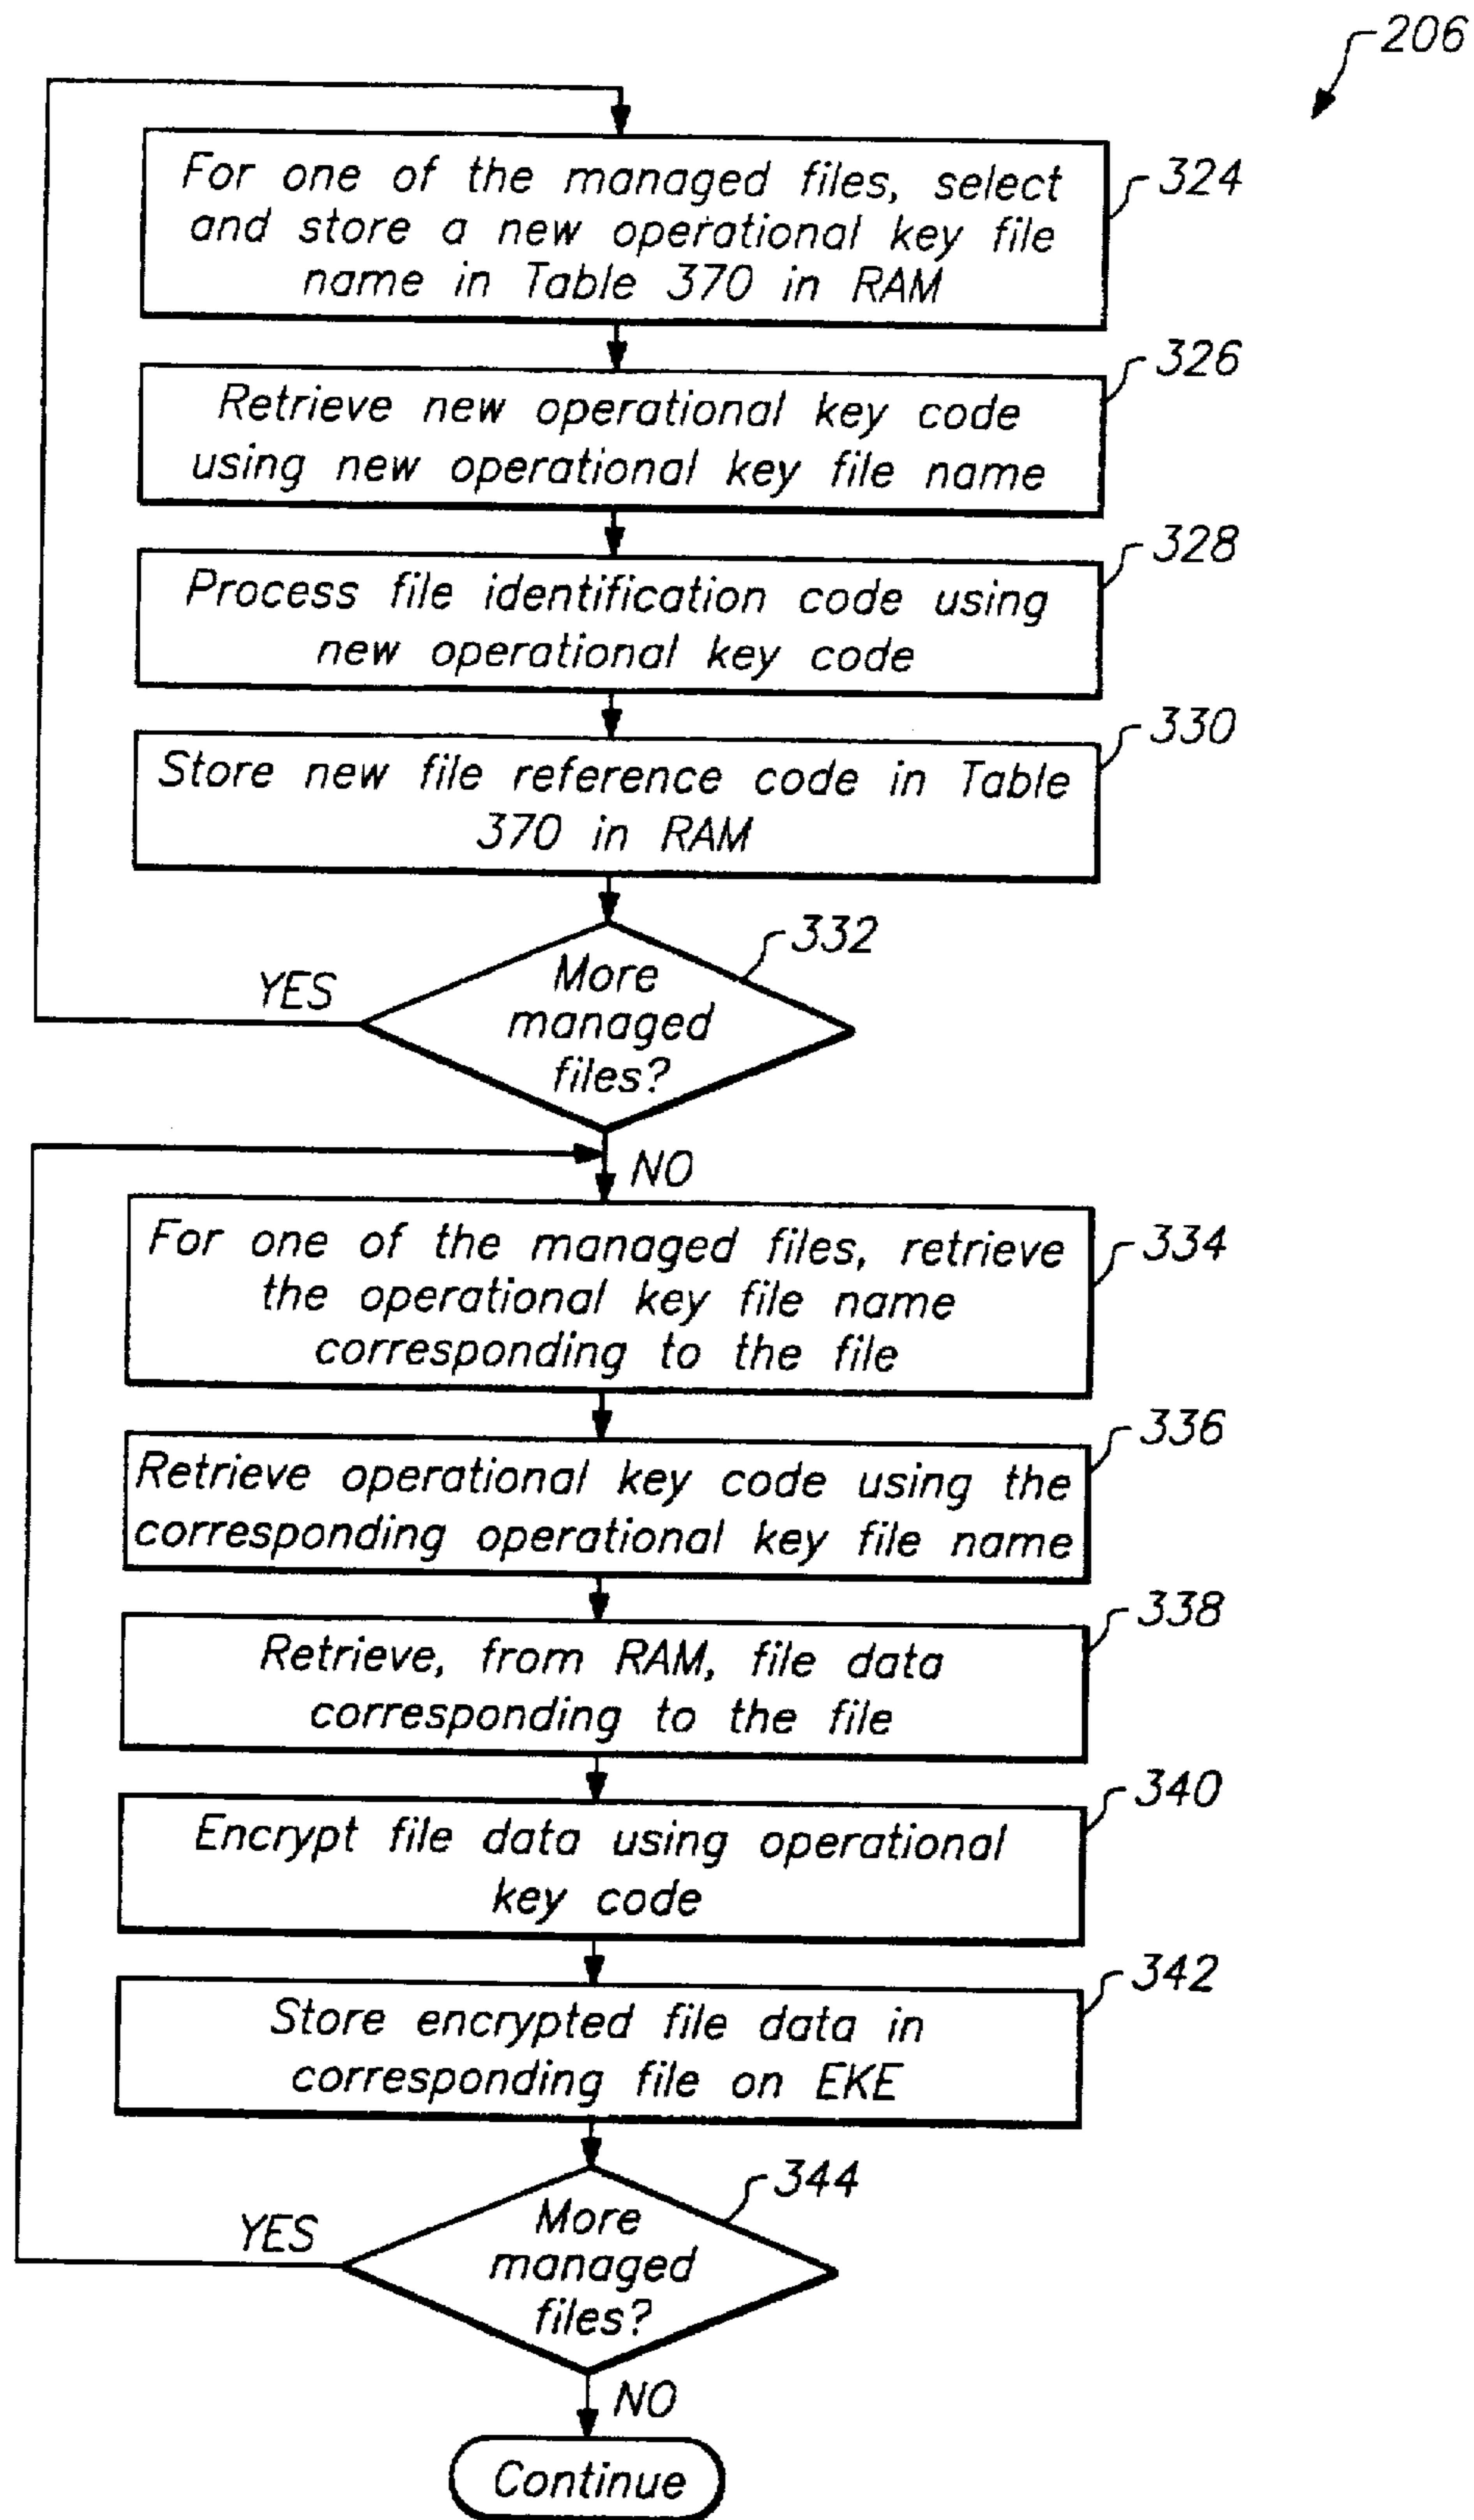 206
For one of the managed files, select
and store a new operational key file
name in Table 370 in RAM
324
Retrieve new operational key code
using new operational key file name
326
Process file identification code using
new operational key code
328
Store new file reference code in Table
370 in RAM
330
More
managed
files?
332
YES
NO
For one of the managed files, retrieve
the operational key file name
corresponding to the file
334
Retrieve operational key code using the
corresponding operational key file name
336
Retrieve, from RAM, file data
corresponding to the file
338
Encrypt file data using operational
key code
340
Store encrypted file data in
corresponding file on EKE
342
More
managed
files?
344
YES
NO
Continue